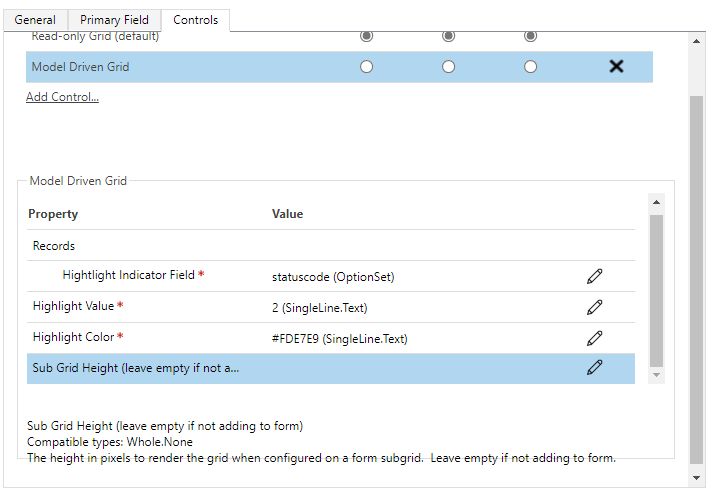 General Primary Field Controls
Read-only Grid (default)
Model Driven Grid
Add Control...
Model Driven Grid
Property Value
Records
Hightlight Indicator Field * statuscode (OptionSet)
Highlight Value * 2 (SingleLine.Text)
Highlight Color * #FDE7E9 (SingleLine.Text)
Sub Grid Height (leave empty if not a...
Sub Grid Height (leave empty if not adding to form)
Compatible types: Whole.None
The height in pixels to render the grid when configured on a form subgrid. Leave empty if not adding to form.